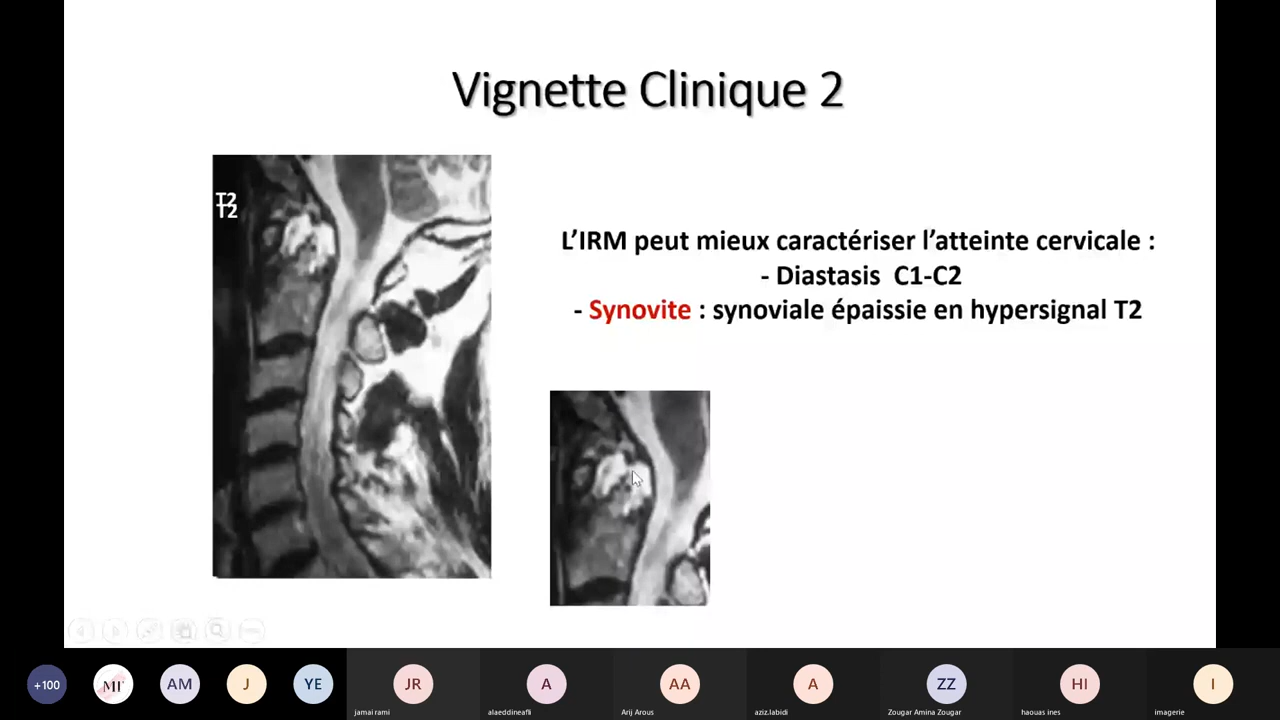 Vignette Clinique 2
T2
T2
L'IRM peut mieux caractériser l'atteinte cervicale :
- Diastasis C1-C2
- Synovite : synoviale épaissie en hypersignal T2
+100
MT
AM
J
YE
JR
A
AA
A
ZZ
HI
I
jamai rami
alaeddineafli
Arij Arous
aziz.labidi
Zougar Amina Zougar
haouas ines
imagerie